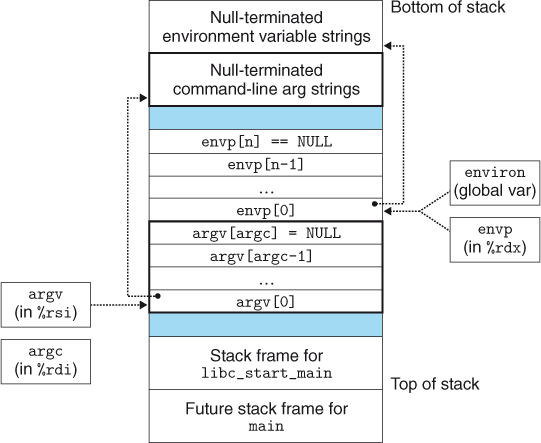 Bottom of stack
Null-terminated
environment variable strings
Null-terminated
command-line arg strings
envp[n] == NULL
envp[n-1]
...
envp[0]
environ
(global var)
envp
(in %rdx)
argv[argc] = NULL
argv[argc-1]
...
argv[0]
argv
(in %rsi)
argc
(in %rdi)
Stack frame for
libc_start_main
Top of stack
Future stack frame for
main